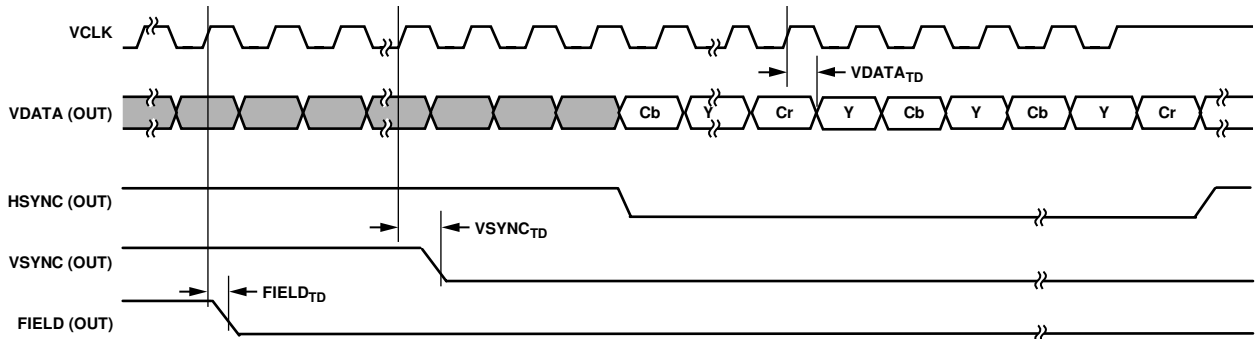 VCLK
VDATA_TD
VDATA (OUT)
Cb Y Cr Y Cb Y Cb Y Cr
HSYNC (OUT)
VSYNC_TD
VSYNC (OUT)
FIELD_TD
FIELD (OUT)